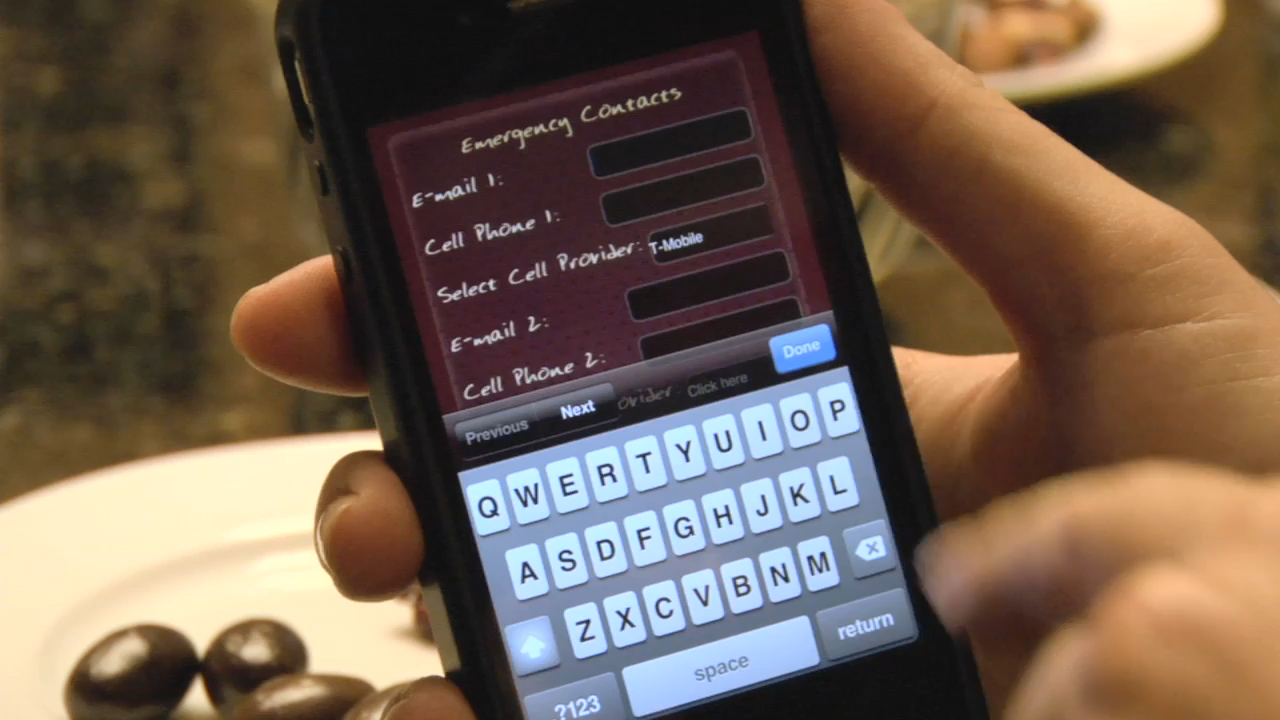 Emergency Contacts
E-mail 1:
Cell Phone 1:
Select Cell Provider: T-Mobile
E-mail 2:
Cell Phone 2:
Previous Next Click here Done
Q W E R T Y U I O P
A S D F G H J K L
Z X C V B N M
?123 space return